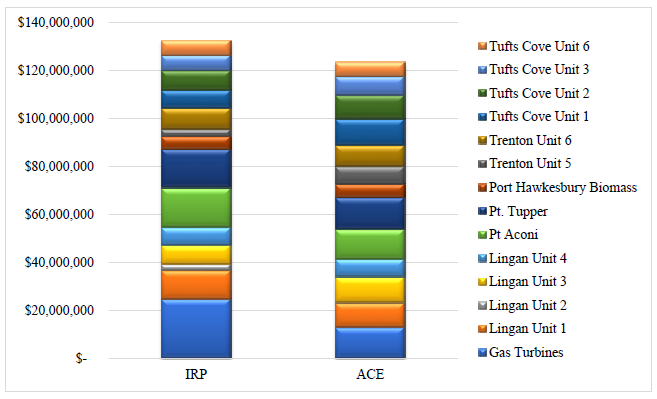 $140,000,000
$120,000,000
$100,000,000
$80,000,000
$60,000,000
$40,000,000
$20,000,000
$-
IRP
ACE
Tufts Cove Unit 6
Tufts Cove Unit 3
Tufts Cove Unit 2
Tufts Cove Unit 1
Trenton Unit 6
Trenton Unit 5
Port Hawkesbury Biomass
Pt. Tupper
Pt Aconi
Lingan Unit 4
Lingan Unit 3
Lingan Unit 2
Lingan Unit 1
Gas Turbines